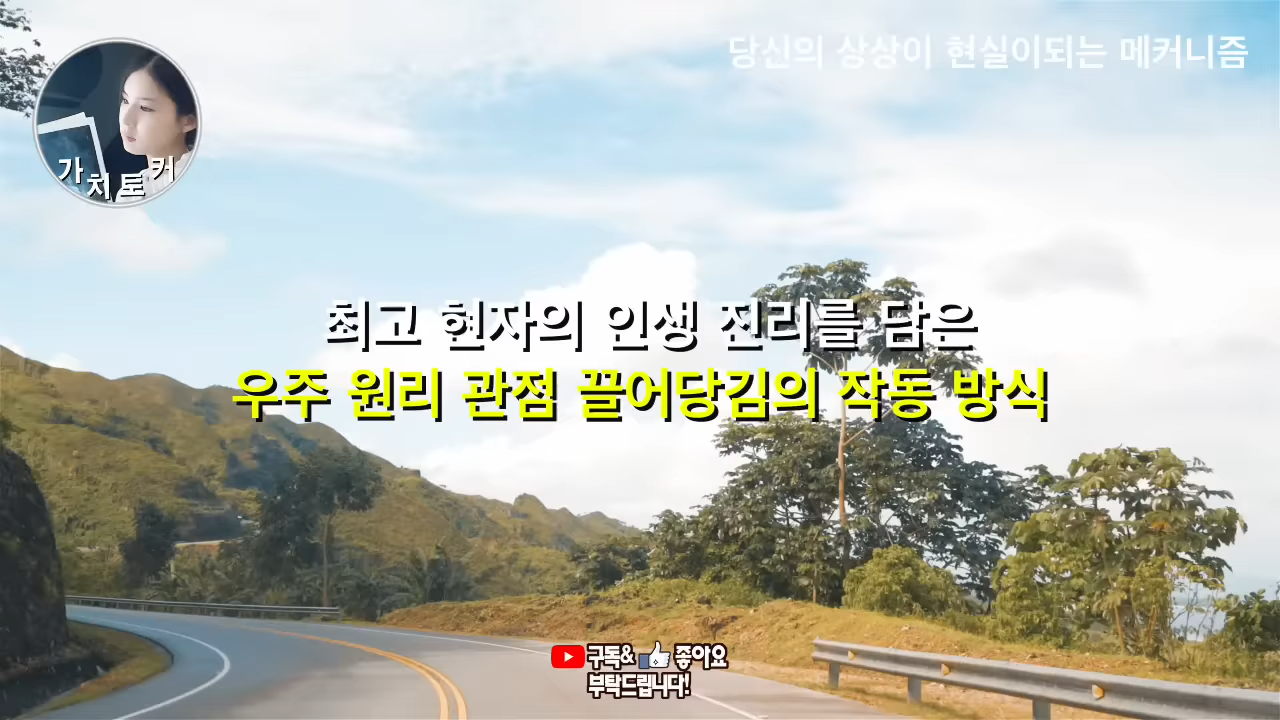 당신의 상상이 현실이되는 메커니즘
가치토커
최고 현자의 인생 진리를 담은
우주 원리 관점 끌어당김의 작동 방식
구독& 좋아요
부탁드립니다!